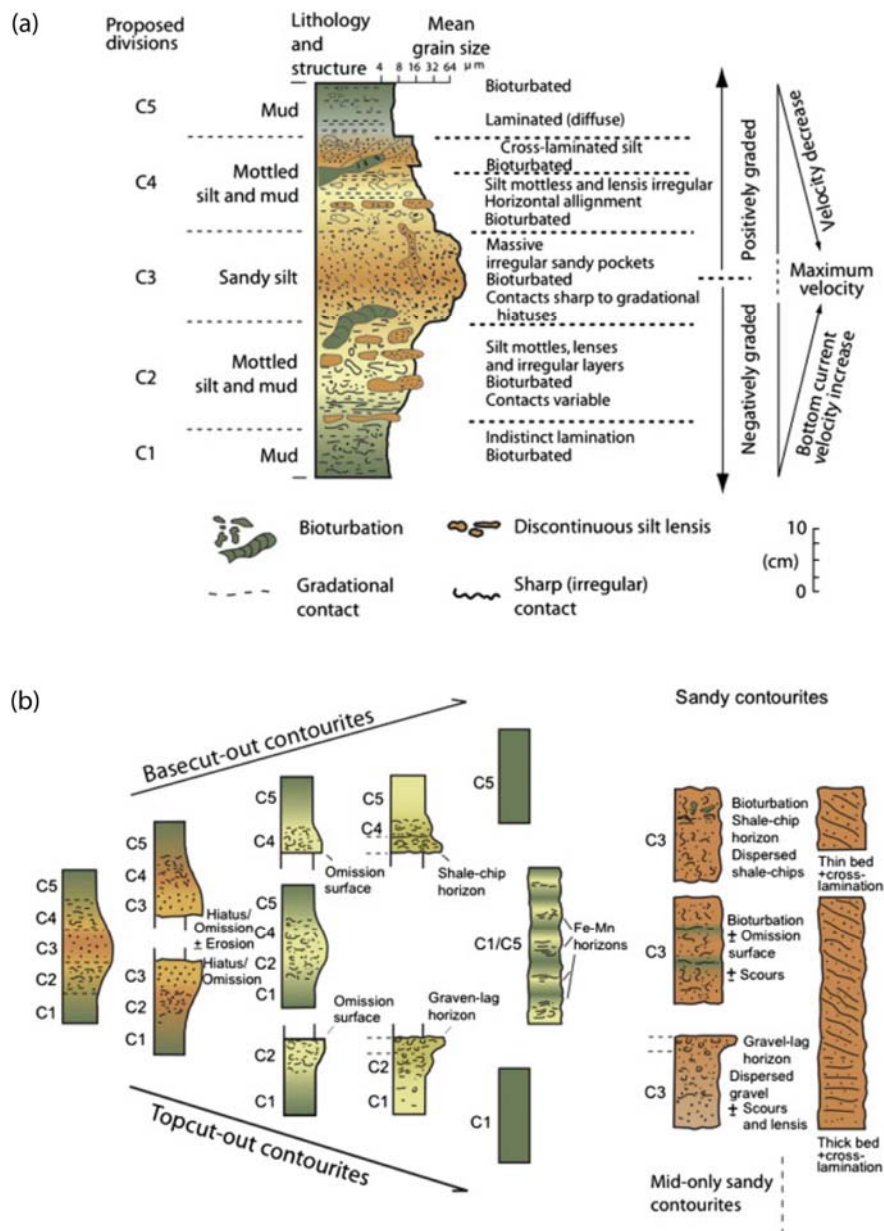 (a)
Proposed
divisions
Lithology
and
structure
Mean
grain size
4 8 16 32 64 μm
C5
Mud
Bioturbated
Laminated (diffuse)
Cross-laminated silt
Bioturbated
C4
Mottled
silt and mud
Silt mottless and lensis irregular
Horizontal allignment
Bioturbated
C3
Sandy silt
Massive
irregular sandy pockets
Bioturbated
Contacts sharp to gradational
hiatuses
C2
Mottled
silt and mud
Silt mottles, lenses
and irregular layers
Bioturbated
Contacts variable
C1
Mud
Indistinct lamination
Bioturbated
Positively graded
Negatively graded
Velocity decrease
Maximum
velocity
Bottom current
velocity increase
Bioturbation
Discontinuous silt lensis
Gradational
contact
Sharp (irregular)
contact
10
(cm)
0
(b)
Basecut-out contourites
Topcut-out contourites
C5
C4
C3
C2
C1
C5
C4
C3
Hiatus/
Omission
± Erosion
Hiatus/
Omission
C3
C2
C1
C5
C4
Omission
surface
C5
C4
C2
C1
Omission
surface
C2
C1
C5
C4
Shale-chip
horizon
Graven-lag
horizon
C2
C1
C5
C1/C5
Fe-Mn
horizons
C1
Sandy contourites
C3
Bioturbation
Shale-chip
horizon
Dispersed
shale-chips
Thin bed
+cross-
lamination
C3
Bioturbation
± Omission
surface
± Scours
C3
Gravel-lag
horizon
Dispersed
gravel
± Scours
and lensis
Thick bed
+cross-
lamination
Mid-only sandy
contourites